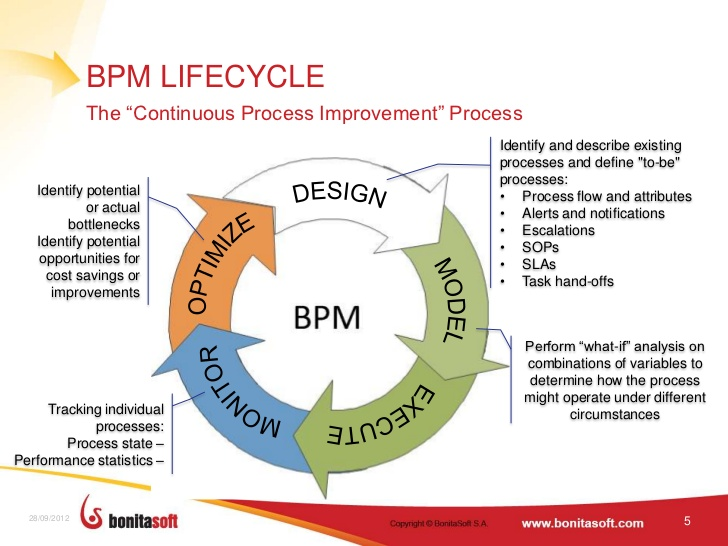 BPM LIFECYCLE
The “Continuous Process Improvement” Process
Identify and describe existing
processes and define "to-be"
processes:
• Process flow and attributes
• Alerts and notifications
• Escalations
• SOPs
• SLAs
• Task hand-offs
Identify potential
or actual
bottlenecks
Identify potential
opportunities for
cost savings or
improvements
DESIGN
MODEL
EXECUTE
MONITOR
OPTIMIZE
BPM
Perform “what-if” analysis on
combinations of variables to
determine how the process
might operate under different
circumstances
Tracking individual
processes:
Process state –
Performance statistics –
28/09/2012
bonitasoft
Copyright © BonitaSoft S.A.
www.bonitasoft.com
5